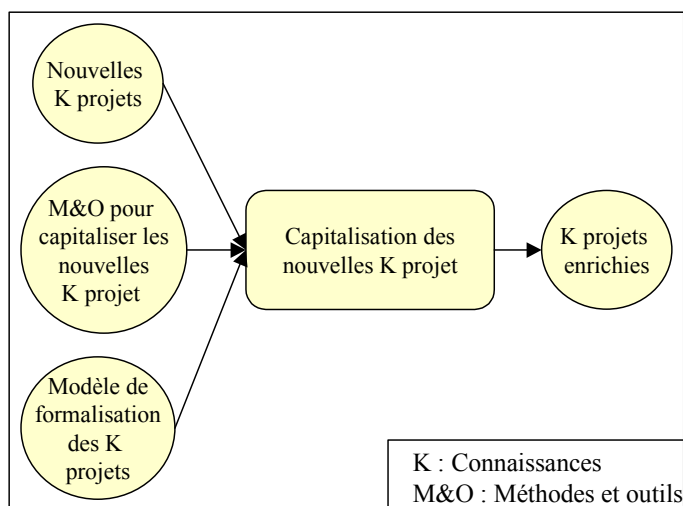 Nouvelles
K projets
M&O pour
capitaliser les
nouvelles
K projet
Modèle de
formalisation
des K
projets
Capitalisation des
nouvelles K projet
K projets
enrichies
K : Connaissances
M&O : Méthodes et outils